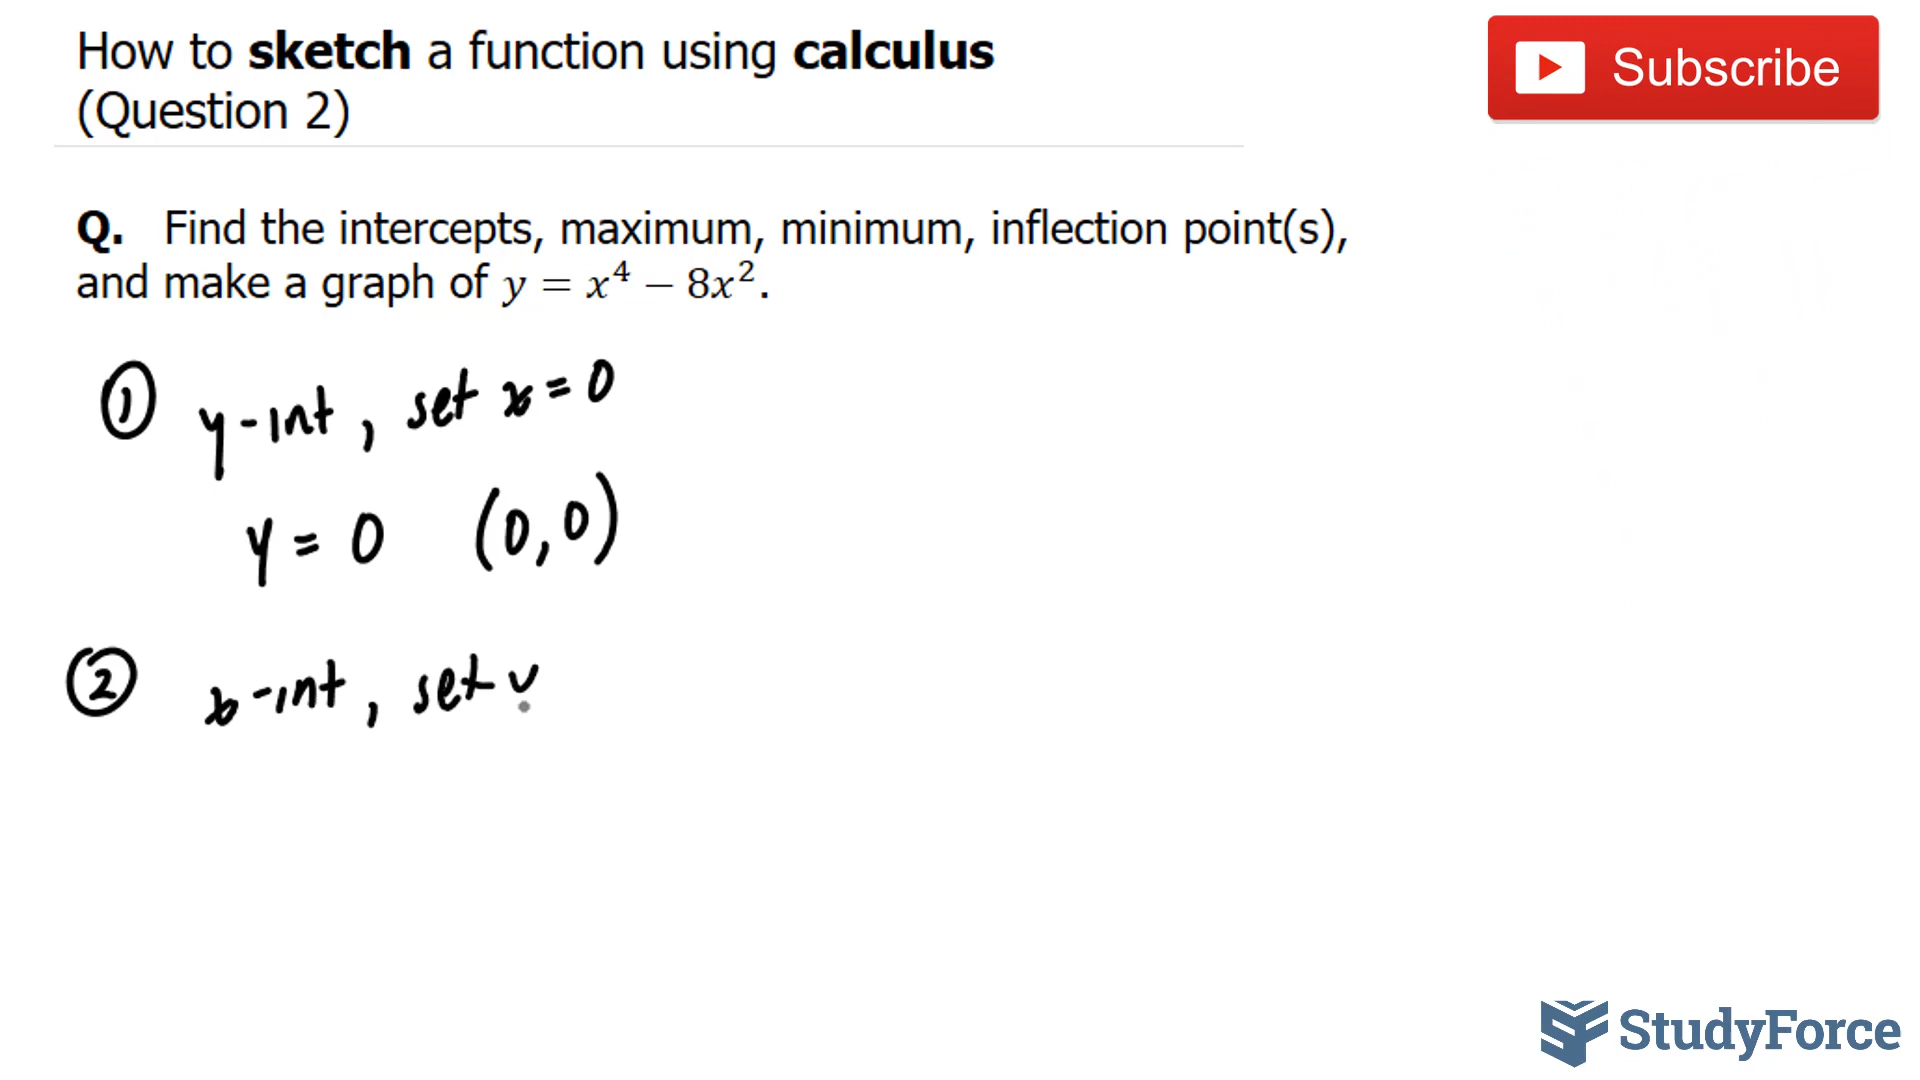 How to sketch a function using calculus
(Question 2)
Subscribe
Q. Find the intercepts, maximum, minimum, inflection point(s),
and make a graph of y = x⁴ − 8x².
① y-int, set x = 0
y = 0 (0,0)
② x-int, set
StudyForce